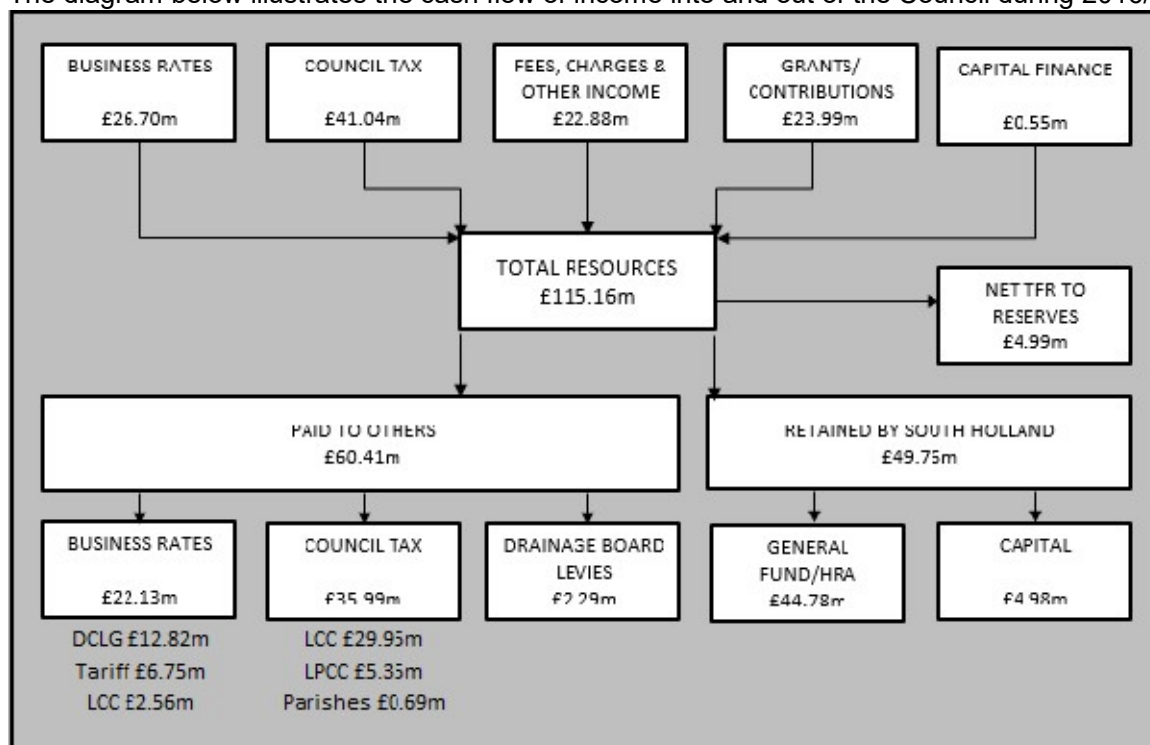 The diagram below illustrates the cash flow of income into and out of the Council during
BUSINESS RATES
£26.70m
COUNCIL TAX
£41.04m
FEES, CHARGES &
OTHER INCOME
£22.88m
GRANTS/
CONTRIBUTIONS
£23.99m
CAPITAL FINANCE
£0.55m
TOTAL RESOURCES
£115.16m
NET TFR TO
RESERVES
£4.99m
PAID TO OTHERS
£60.41m
RETAINED BY SOUTH HOLLAND
£49.75m
BUSINESS RATES
£22.13m
DCLG £12.82m
Tariff £6.75m
LCC £2.56m
COUNCIL TAX
£35.99m
LCC £29.95m
LPCC £5.35m
Parishes £0.69m
DRAINAGE BOARD
LEVIES
£2.29m
GENERAL
FUND/HRA
£44.78m
CAPITAL
£4.98m